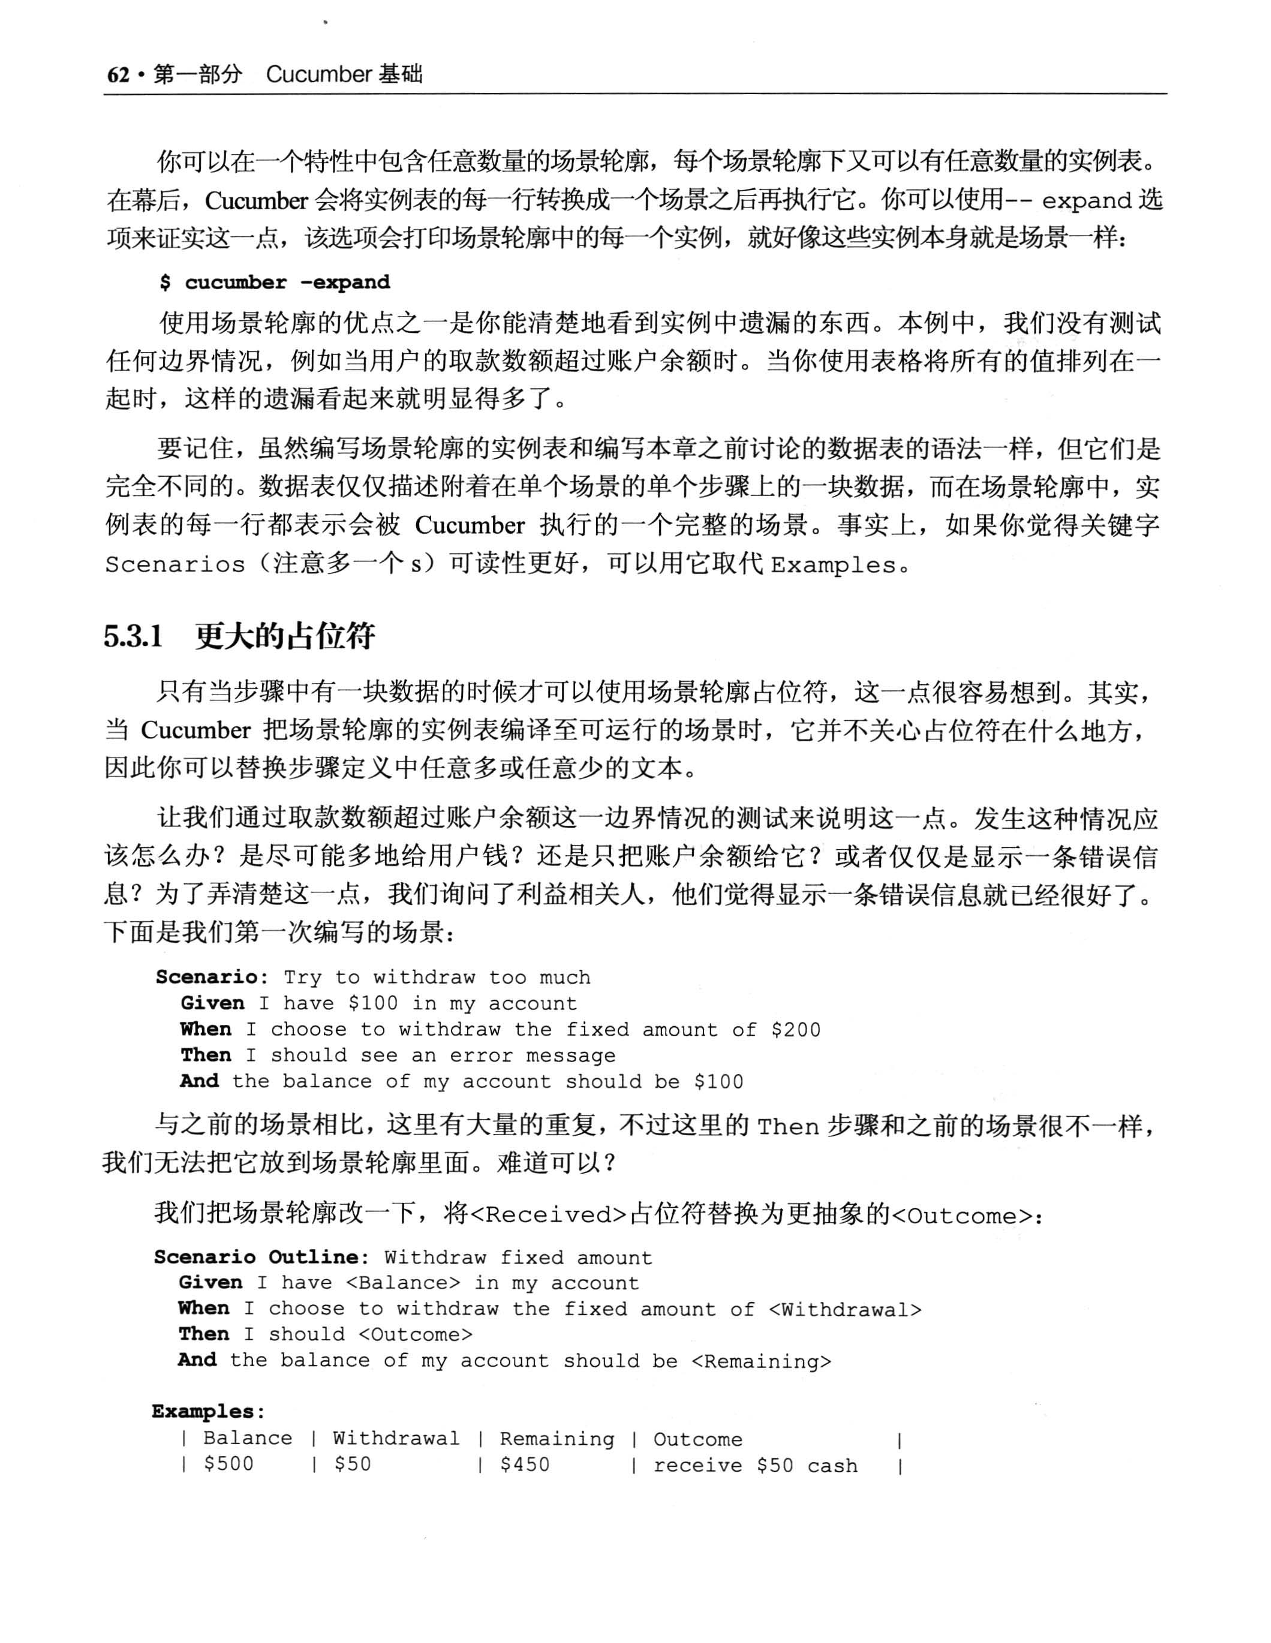 62 • 第一部分 Cucumber 基础
你可以在一个特性中包含任意数量的场景轮廓，每个场景轮廓下又可以有任意数量的实例表。
在幕后，Cucumber 会将实例表的每一行转换成一个场景之后再执行它。你可以使用-- expand 选
项来证实这一点，该选项会打印场景轮廓中的每一个实例，就好像这些实例本身就是场景一样：
$ cucumber -expand
使用场景轮廓的优点之一是你能清楚地看到实例中遗漏的东西。本例中，我们没有测试
任何边界情况，例如当用户的取款数额超过账户余额时。当你使用表格将所有的值排列在一
起时，这样的遗漏看起来就明显得多了。
要记住，虽然编写场景轮廓的实例表和编写本章之前讨论的数据表的语法一样，但它们是
完全不同的。数据表仅仅描述附着在单个场景的单个步骤上的一块数据，而在场景轮廓中，实
例表的每一行都表示会被 Cucumber 执行的一个完整的场景。事实上，如果你觉得关键字
Scenarios（注意多一个 s）可读性更好，可以用它取代 Examples。
5.3.1 更大的占位符
只有当步骤中有一块数据的时候才可以使用场景轮廓占位符，这一点很容易想到。其实，
当 Cucumber 把场景轮廓的实例表编译至可运行的场景时，它并不关心占位符在什么地方，
因此你可以替换步骤定义中任意多或任意少的文本。
让我们通过取款数额超过账户余额这一边界情况的测试来说明这一点。发生这种情况应
该怎么办？是尽可能多地给用户钱？还是只把账户余额给它？或者仅仅是显示一条错误信
息？为了弄清楚这一点，我们询问了利益相关人，他们觉得显示一条错误信息就已经很好了。
下面是我们第一次编写的场景：
Scenario: Try to withdraw too much
Given I have $100 in my account
When I choose to withdraw the fixed amount of $200
Then I should see an error message
And the balance of my account should be $100
与之前的场景相比，这里有大量的重复，不过这里的 Then 步骤和之前的场景很不一样，
我们无法把它放到场景轮廓里面。难道可以？
我们把场景轮廓改一下，将<Received>占位符替换为更抽象的<Outcome>：
Scenario Outline: Withdraw fixed amount
Given I have <Balance> in my account
When I choose to withdraw the fixed amount of <Withdrawal>
Then I should <Outcome>
And the balance of my account should be <Remaining>
Examples:
| Balance | Withdrawal | Remaining | Outcome |
| $500 | $50 | $450 | receive $50 cash |